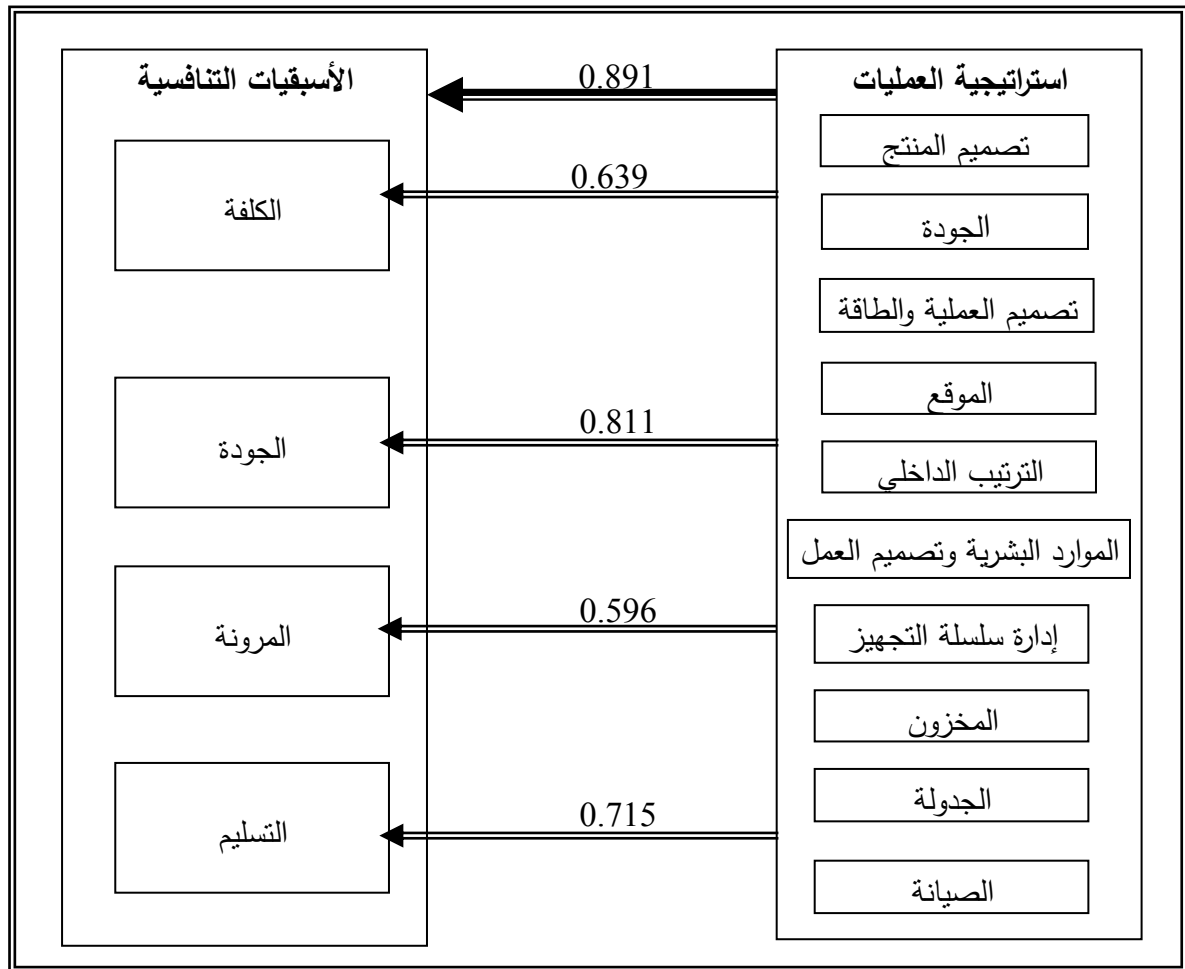 استراتيجية العمليات
تصميم المنتج
الجودة
تصميم العملية والطاقة
الموقع
الترتيب الداخلي
الموارد البشرية وتصميم العمل
إدارة سلسلة التجهيز
المخزون
الجدولة
الصيانة
0.891
0.639
0.811
0.596
0.715
الأسبقيات التنافسية
الكلفة
الجودة
المرونة
التسليم